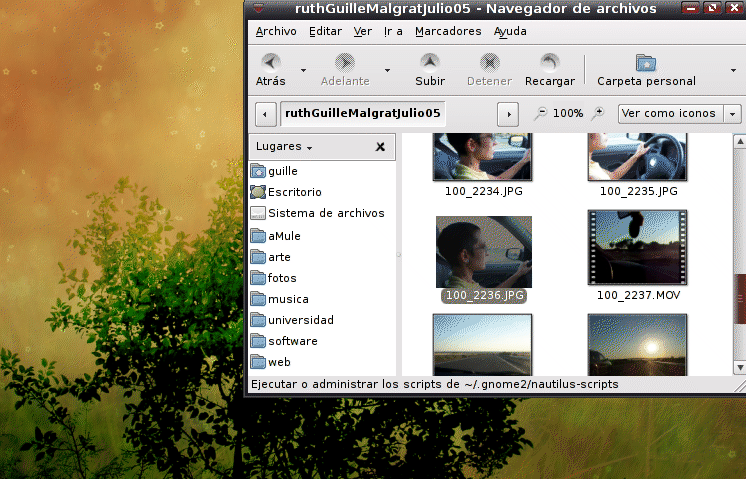 ruthGuilleMalgratJulio05 - Navegador de archivos
Archivo Editar Ver Ir a Marcadores Ayuda
Atrás Adelante Subir Detener Recargar Carpeta personal
ruthGuilleMalgratJulio05 100% Ver como iconos
Lugares
guille
Escritorio
Sistema de archivos
aMule
arte
fotos
musica
universidad
software
web
100_2234.JPG 100_2235.JPG
100_2236.JPG 100_2237.MOV
Ejecutar o administrar los scripts de ~/.gnome2/nautilus-scripts